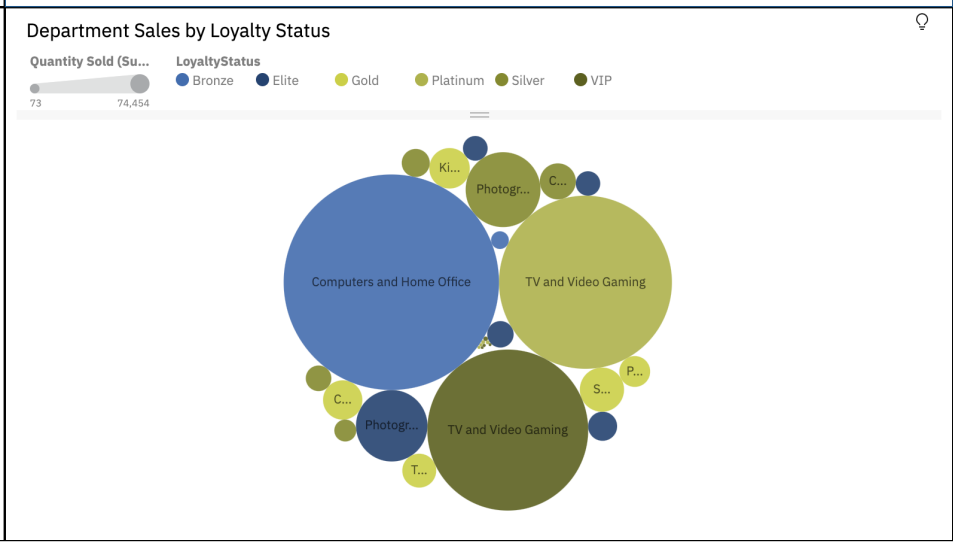 Department Sales by Loyalty Status
Quantity Sold (Su...
LoyaltyStatus
73
74,454
Bronze
Elite
Gold
Platinum
Silver
VIP
Ki...
Photogr...
C...
Computers and Home Office
TV and Video Gaming
P...
S...
C...
Photogr...
TV and Video Gaming
T...